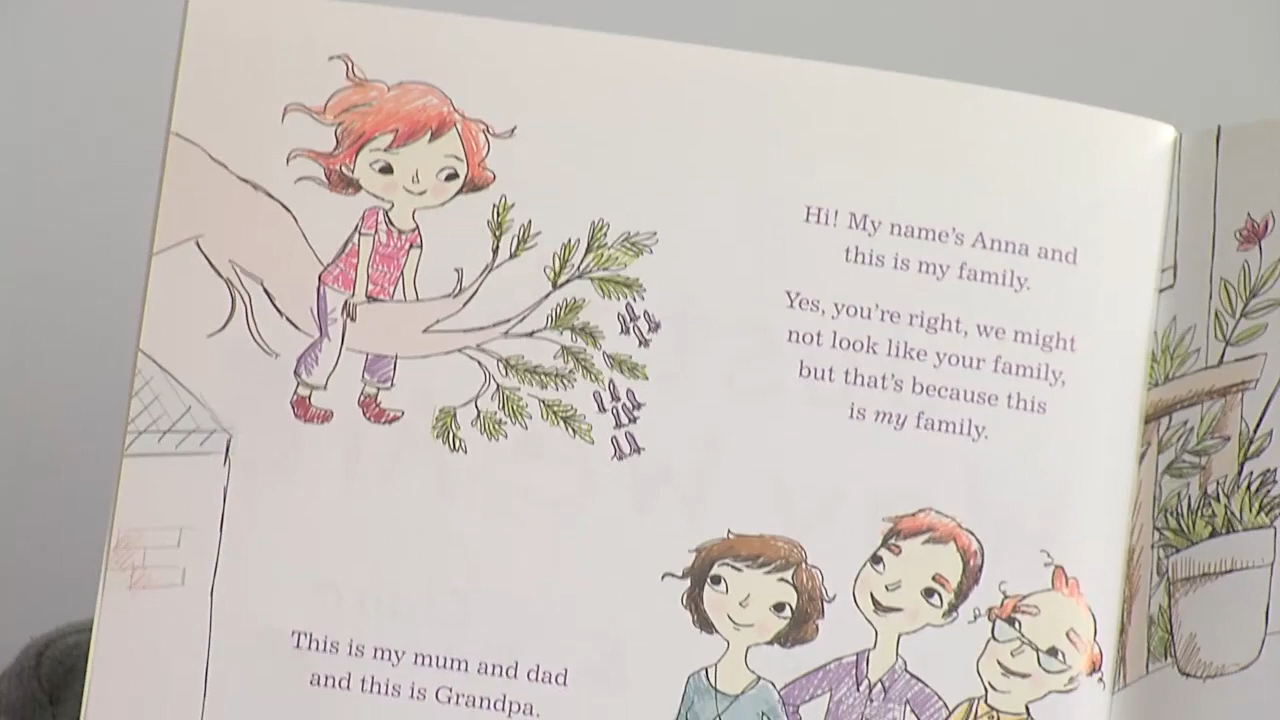 Hi! My name's Anna and
this is my family.
Yes, you're right, we might
not look like your family,
but that's because this
is my family.
This is my mum and dad
and this is Grandpa.